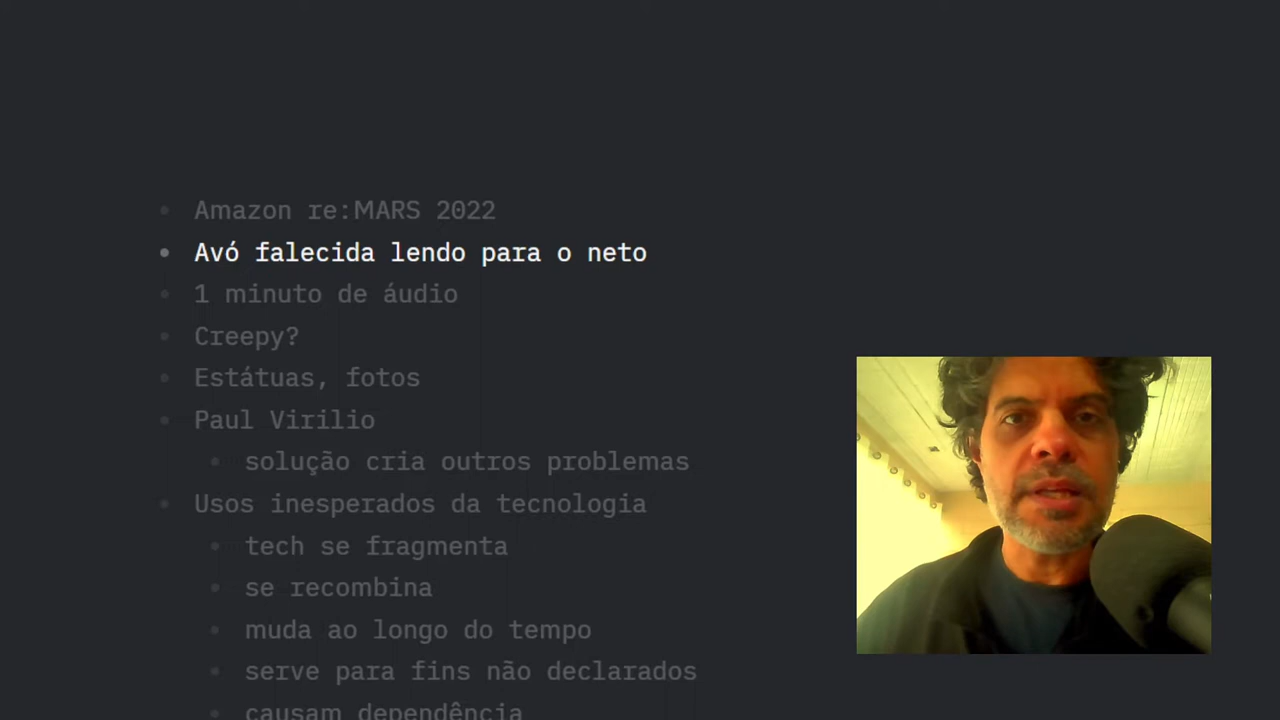 Amazon re:MARS 2022
Avó falecida lendo para o neto
1 minuto de áudio
Creepy?
Estátuas, fotos
Paul Virilio
solução cria outros problemas
Usos inesperados da tecnologia
tech se fragmenta
se recombina
muda ao longo do tempo
serve para fins não declarados
causam dependência